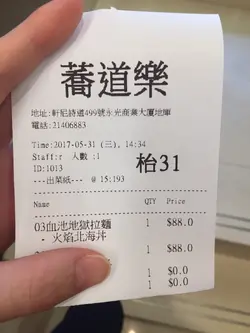 蕎道樂
地址:軒尼詩道499號永光商業大廈地庫
電話:21406883
Time:2017-05-31 (三), 14:34
Staff:r 人數 :1
ID:1013
枱31
---出菜紙--- @ 15:193
Name QTY Price
03血池地獄拉麵 1 $88.0
・火焰北海丼 1 $88.0
1 $0.0
1 $0.0